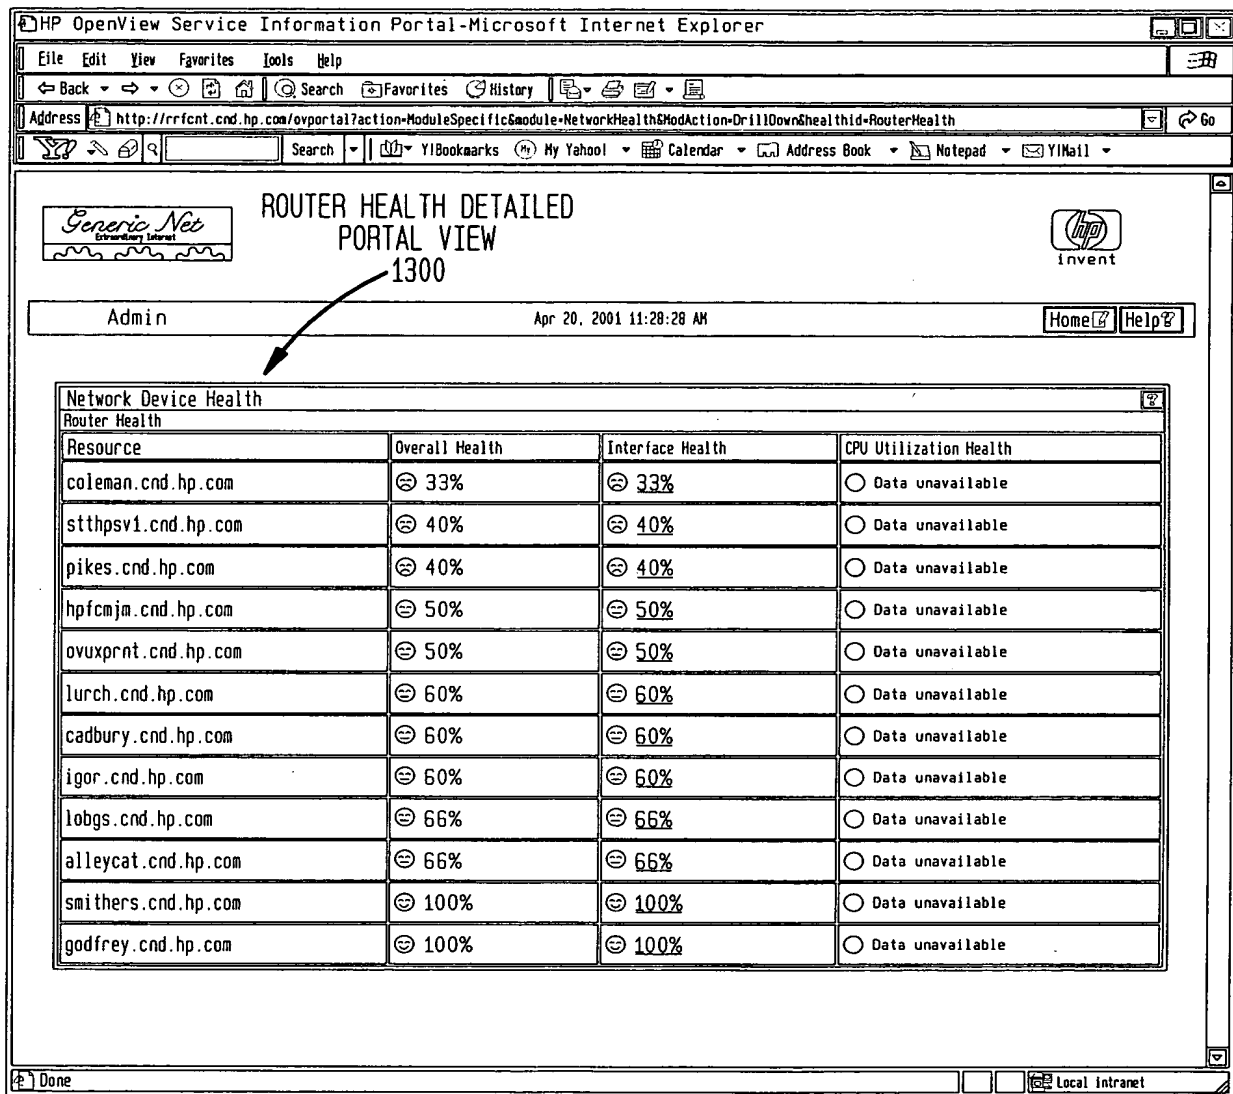 HP OpenView Service Information Portal-Microsoft Internet Explorer
File Edit View Favorites Tools Help
Back Search Favorites History
Address http://rrfcnt.cnd.hp.com/ovportal?action=ModuleSpecific&module=NetworkHealth&ModAction=DrillDown&healthid=RouterHealth Go
Y! Search Y!Bookmarks My Yahoo! Calendar Address Book Notepad Y!Mail
Generic Net
Extraordinary Internet
ROUTER HEALTH DETAILED
PORTAL VIEW
1300
hp
invent
Admin Apr 20, 2001 11:28:28 AM Home Help?
Network Device Health ?
Router Health
Resource Overall Health Interface Health CPU Utilization Health
coleman.cnd.hp.com 33% 33% Data unavailable
stthpsv1.cnd.hp.com 40% 40% Data unavailable
pikes.cnd.hp.com 40% 40% Data unavailable
hpfcmjm.cnd.hp.com 50% 50% Data unavailable
ovuxprnt.cnd.hp.com 50% 50% Data unavailable
lurch.cnd.hp.com 60% 60% Data unavailable
cadbury.cnd.hp.com 60% 60% Data unavailable
igor.cnd.hp.com 60% 60% Data unavailable
lobgs.cnd.hp.com 66% 66% Data unavailable
alleycat.cnd.hp.com 66% 66% Data unavailable
smithers.cnd.hp.com 100% 100% Data unavailable
godfrey.cnd.hp.com 100% 100% Data unavailable
Done Local intranet